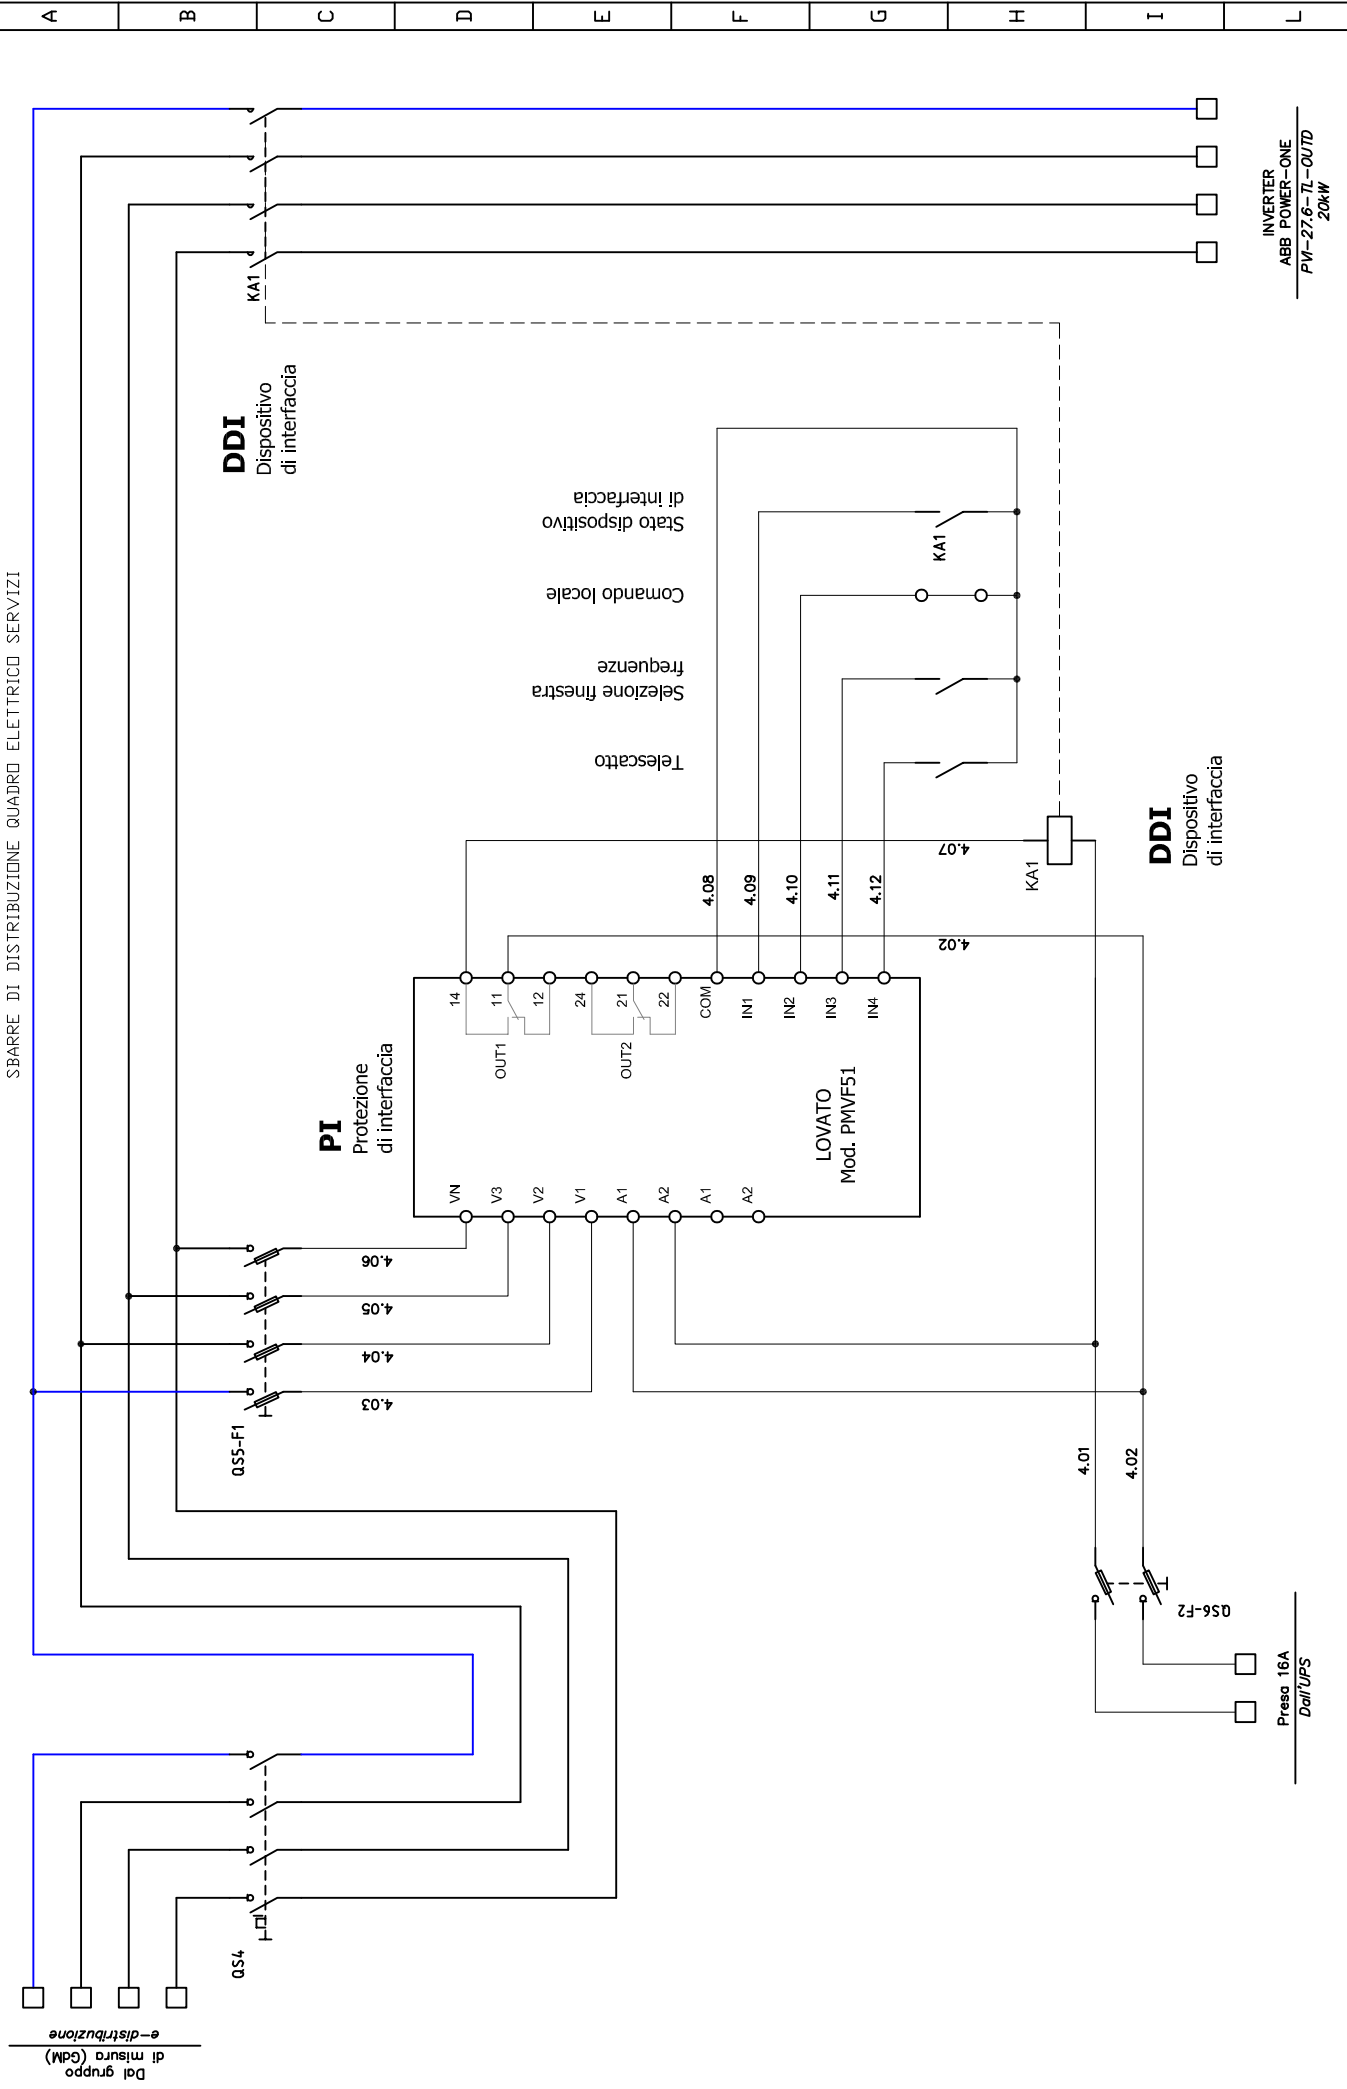 A
B
C
D
E
F
G
H
I
L
SBARRE DI DISTRIBUZIONE QUADRO ELETTRICO SERVIZI
Dal gruppo
di misura (GdM)
e-distribuzione
QS4
QS5-F1
4.03
4.04
4.05
4.06
KA1
DDI
Dispositivo
di interfaccia
INVERTER
ABB POWER-ONE
PVI-27.6-TL-OUTD
20kW
PI
Protezione
di interfaccia
VN
V3
V2
V1
A1
A2
A1
A2
LOVATO
Mod. PMVF51
14
11
12
24
21
22
COM
IN1
IN2
IN3
IN4
OUT1
OUT2
4.08
4.09
4.10
4.11
4.12
4.07
4.02
Telescatto
Selezione finestra
frequenze
Comando locale
Stato dispositivo
di interfaccia
KA1
KA1
DDI
Dispositivo
di interfaccia
4.01
4.02
QS6-F2
Presa 16A
Dall'UPS